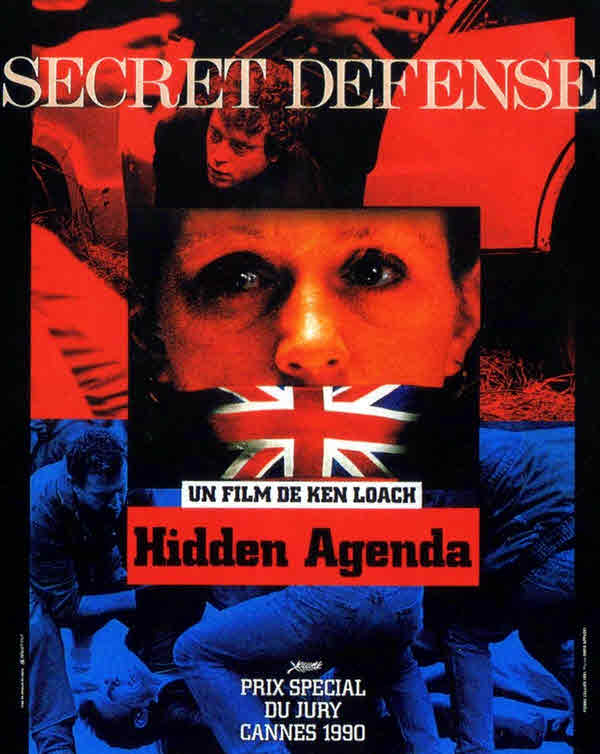 SECRET DEFENSE
UN FILM DE KEN LOACH
Hidden Agenda
PRIX SPECIAL
DU JURY
CANNES 1990